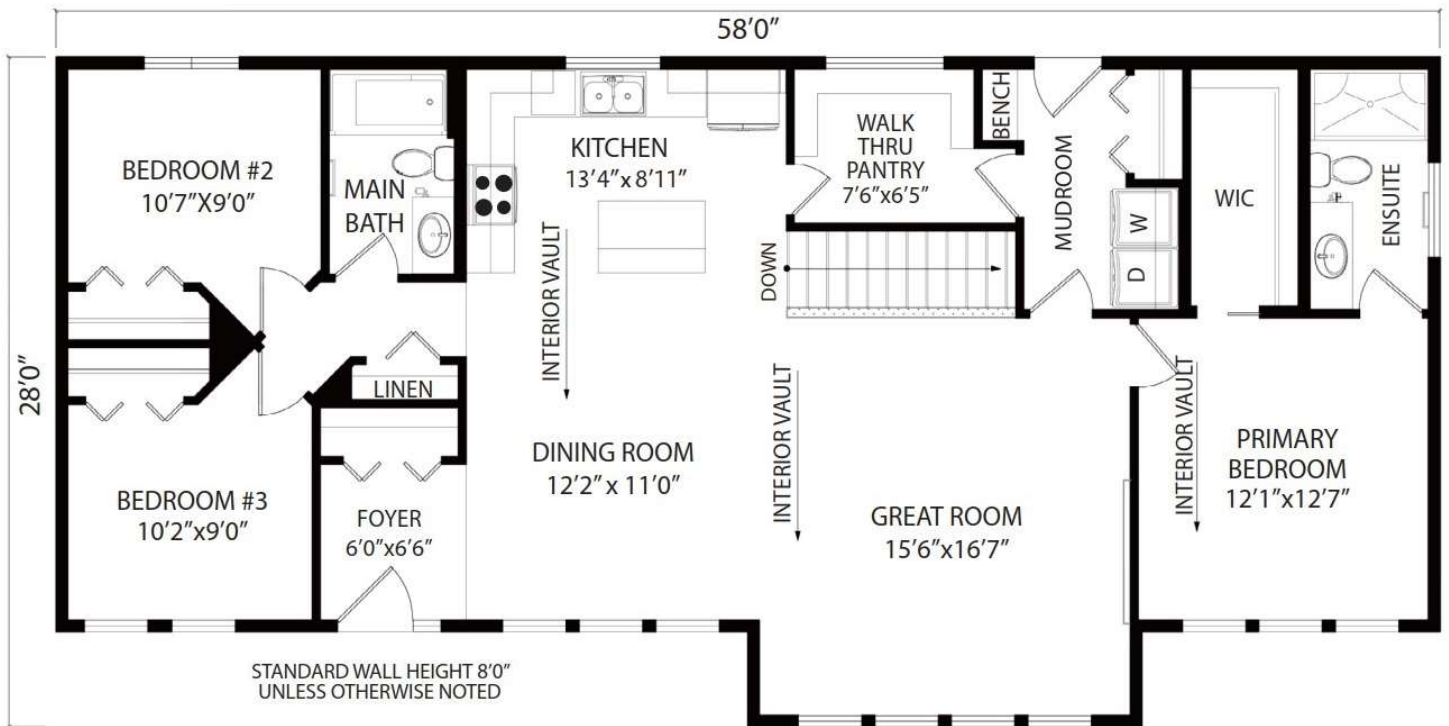 58’0”
28’0”
BEDROOM #2
10’7”X9’0”
MAIN
BATH
KITCHEN
13’4” x 8’11”
WALK
THRU
PANTRY
7’6”x6’5”
BENCH
MUDROOM
W
D
WIC
ENSUITE
INTERIOR VAULT
DOWN
LINEN
BEDROOM #3
10’2”x9’0”
FOYER
6’0”x6’6”
DINING ROOM
12’2” x 11’0”
INTERIOR VAULT
GREAT ROOM
15’6”x16’7”
INTERIOR VAULT
PRIMARY
BEDROOM
12’1”x12’7”
STANDARD WALL HEIGHT 8’0”
UNLESS OTHERWISE NOTED